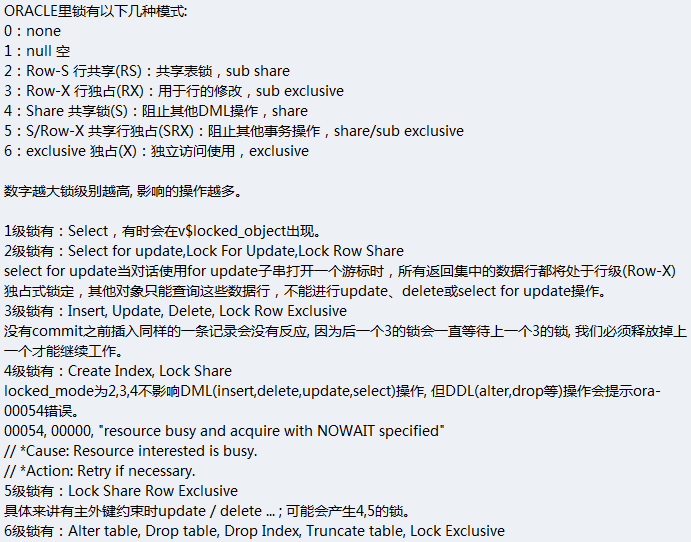 ORACLE里锁有以下几种模式:
0：none
1：null 空
2：Row-S 行共享(RS)：共享表锁，sub share
3：Row-X 行独占(RX)：用于行的修改，sub exclusive
4：Share 共享锁(S)：阻止其他DML操作，share
5：S/Row-X 共享行独占(SRX)：阻止其他事务操作，share/sub exclusive
6：exclusive 独占(X)：独立访问使用，exclusive
数字越大锁级别越高, 影响的操作越多。
1级锁有：Select，有时会在v$locked_object出现。
2级锁有：Select for update,Lock For Update,Lock Row Share
select for update当对话使用for update子串打开一个游标时，所有返回集中的数据行都将处于行级(Row-X)
独占式锁定，其他对象只能查询这些数据行，不能进行update、delete或select for update操作。
3级锁有：Insert, Update, Delete, Lock Row Exclusive
没有commit之前插入同样的一条记录会没有反应, 因为后一个3的锁会一直等待上一个3的锁, 我们必须释放掉上
一个才能继续工作。
4级锁有：Create Index, Lock Share
locked_mode为2,3,4不影响DML(insert,delete,update,select)操作, 但DDL(alter,drop等)操作会提示ora-
00054错误。
00054, 00000, "resource busy and acquire with NOWAIT specified"
// *Cause: Resource interested is busy.
// *Action: Retry if necessary.
5级锁有：Lock Share Row Exclusive
具体来讲有主外键约束时update / delete ... ; 可能会产生4,5的锁。
6级锁有：Alter table, Drop table, Drop Index, Truncate table, Lock Exclusive